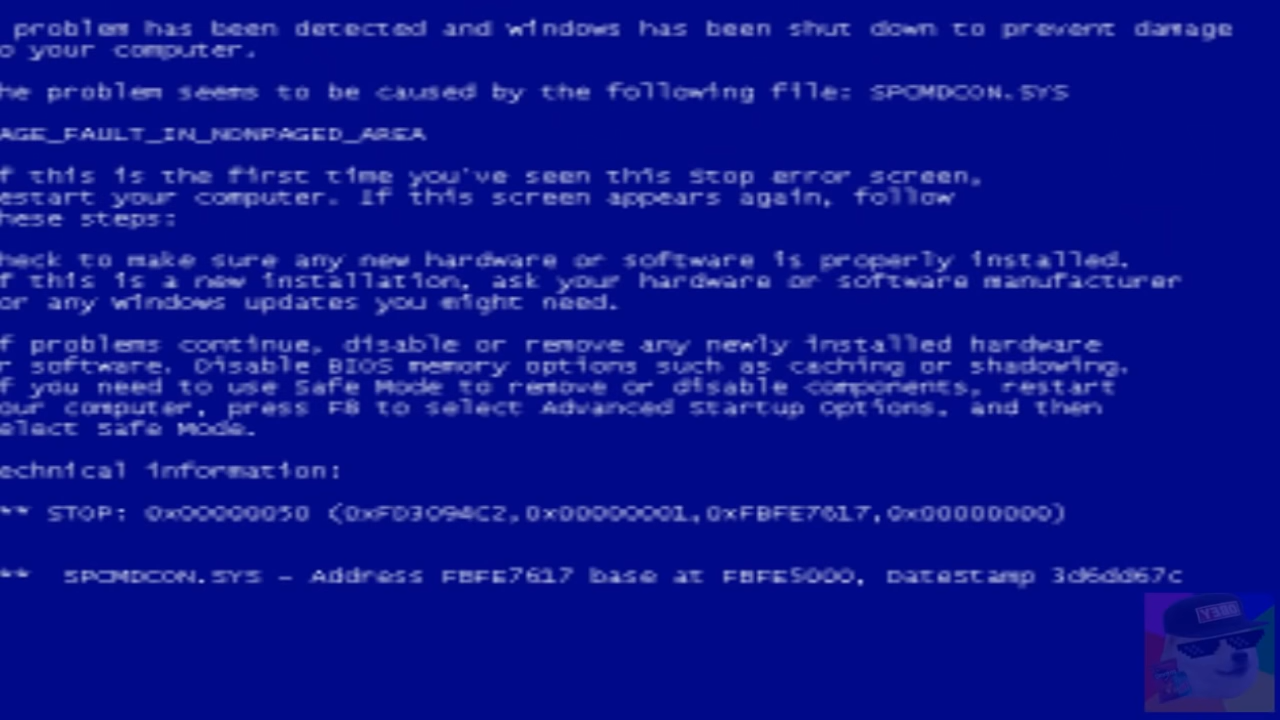 problem has been detected and windows has been shut down to prevent damage
o your computer.
he problem seems to be caused by the following file: SPCMDCON.SYS
AGE_FAULT_IN_NONPAGED_AREA
f this is the first time you've seen this Stop error screen,
estart your computer. If this screen appears again, follow
hese steps:
heck to make sure any new hardware or software is properly installed.
f this is a new installation, ask your hardware or software manufacturer
or any windows updates you might need.
f problems continue, disable or remove any newly installed hardware
r software. Disable BIOS memory options such as caching or shadowing.
f you need to use Safe Mode to remove or disable components, restart
our computer, press F8 to select Advanced Startup Options, and then
elect Safe Mode.
echnical information:
** STOP: 0x00000050 (0xFD3094C2,0x00000001,0xFBFE7617,0x00000000)
** SPCMDCON.SYS - Address FBFE7617 base at FBFE5000, DateStamp 3d6dd67c
YƎBO